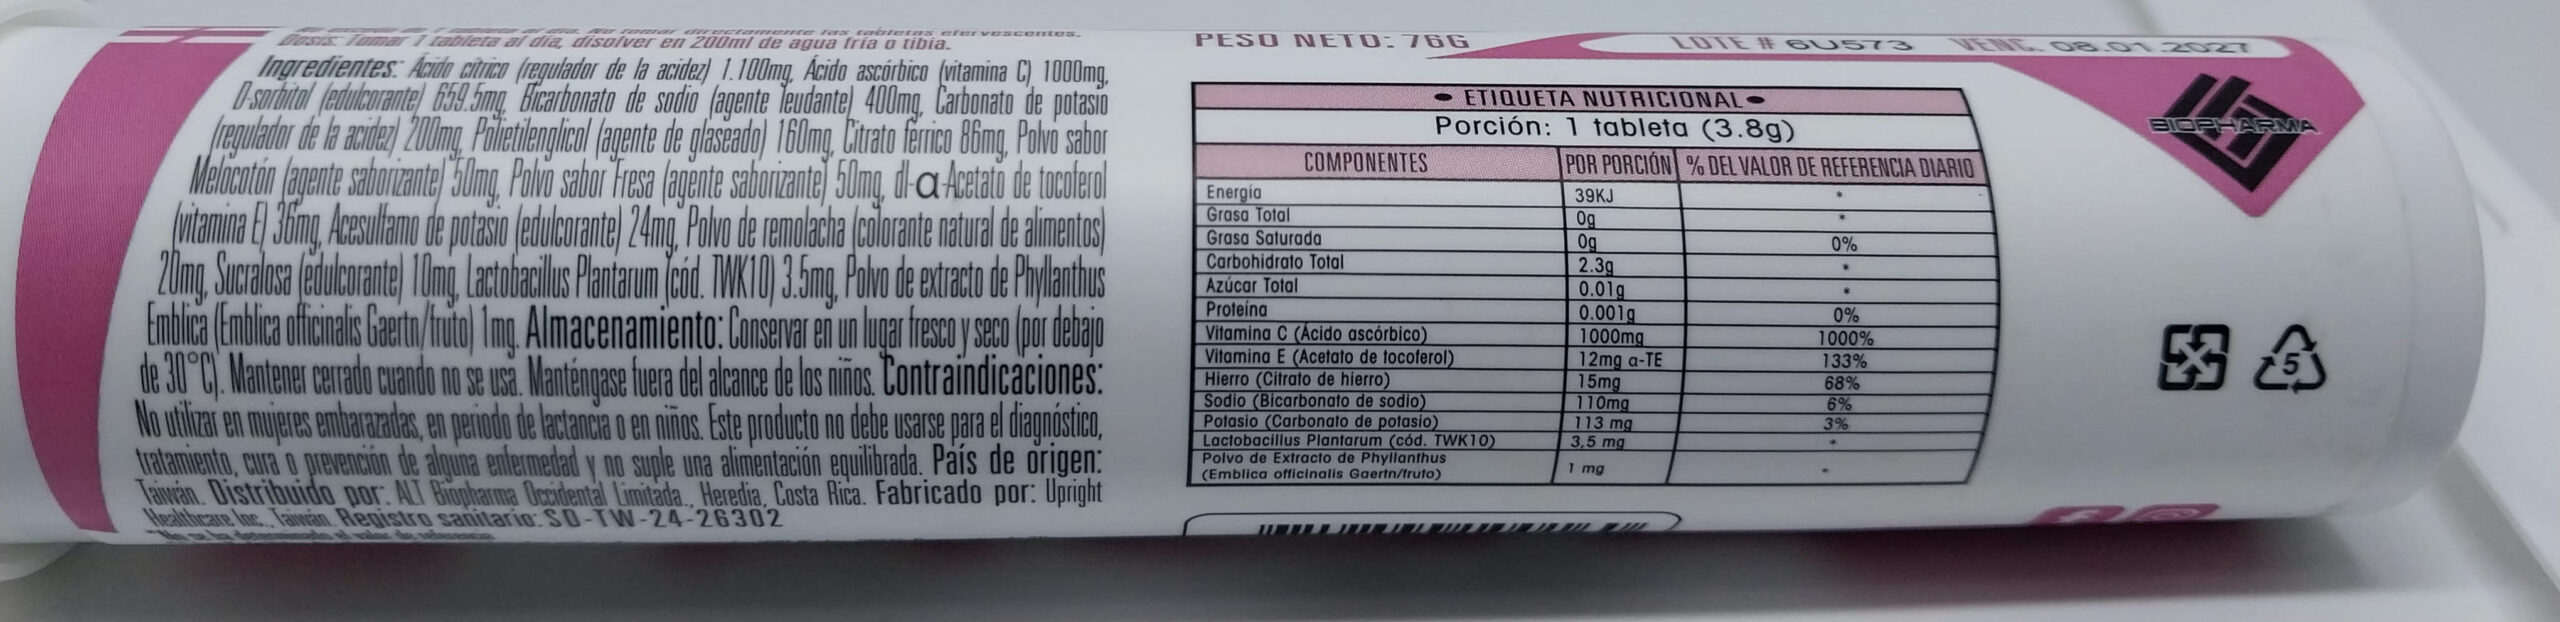 Dosis: Tomar 1 tableta al día, disolver en 200ml de agua fría o tibia.
Ingredientes: Ácido cítrico (regulador de la acidez) 1.100mg, Ácido ascórbico (vitamina C) 1000mg,
D-sorbitol (edulcorante) 659.5mg, Bicarbonato de sodio (agente leudante) 400mg, Carbonato de potasio
(regulador de la acidez) 200mg, Polietilenglicol (agente de glaseado) 160mg, Citrato férrico 86mg, Polvo sabor
Melocotón (agente saborizante) 50mg, Polvo sabor Fresa (agente saborizante) 50mg, dl-α-Acetato de tocoferol
(vitamina E) 36mg, Acesulfamo de potasio (edulcorante) 24mg, Polvo de remolacha (colorante natural de alimentos)
20mg, Sucralosa (edulcorante) 10mg, Lactobacillus Plantarum (cód. TWK10) 3.5mg, Polvo de extracto de Phyllanthus
Emblica (Emblica officinalis Gaertn/fruto) 1mg. Almacenamiento: Conservar en un lugar fresco y seco (por debajo
de 30°C). Mantener cerrado cuando no se usa. Manténgase fuera del alcance de los niños. Contraindicaciones:
No utilizar en mujeres embarazadas, en periodo de lactancia o en niños. Este producto no debe usarse para el diagnóstico,
tratamiento, cura o prevención de alguna enfermedad y no suple una alimentación equilibrada. País de origen:
Taiwán. Distribuido por: ALT Biopharma Occidental Limitada., Heredia, Costa Rica. Fabricado por: Upright
Healthcare Inc., Taiwán. Registro sanitario: SD-TW-24-26302
PESO NETO: 76G
LOTE # 6U573 VENC. 08.01.2027
• ETIQUETA NUTRICIONAL •
Porción: 1 tableta (3.8g)
COMPONENTES POR PORCIÓN % DEL VALOR DE REFERENCIA DIARIO
Energía 39KJ *
Grasa Total 0g *
Grasa Saturada 0g 0%
Carbohidrato Total 2.3g *
Azúcar Total 0.01g *
Proteína 0.001g 0%
Vitamina C (Ácido ascórbico) 1000mg 1000%
Vitamina E (Acetato de tocoferol) 12mg α-TE 133%
Hierro (Citrato de hierro) 15mg 68%
Sodio (Bicarbonato de sodio) 110mg 6%
Potasio (Carbonato de potasio) 113 mg 3%
Lactobacillus Plantarum (cód. TWK10) 3,5 mg *
Polvo de Extracto de Phyllanthus
(Emblica officinalis Gaertn/fruto) 1 mg *
BIOPHARMA
5